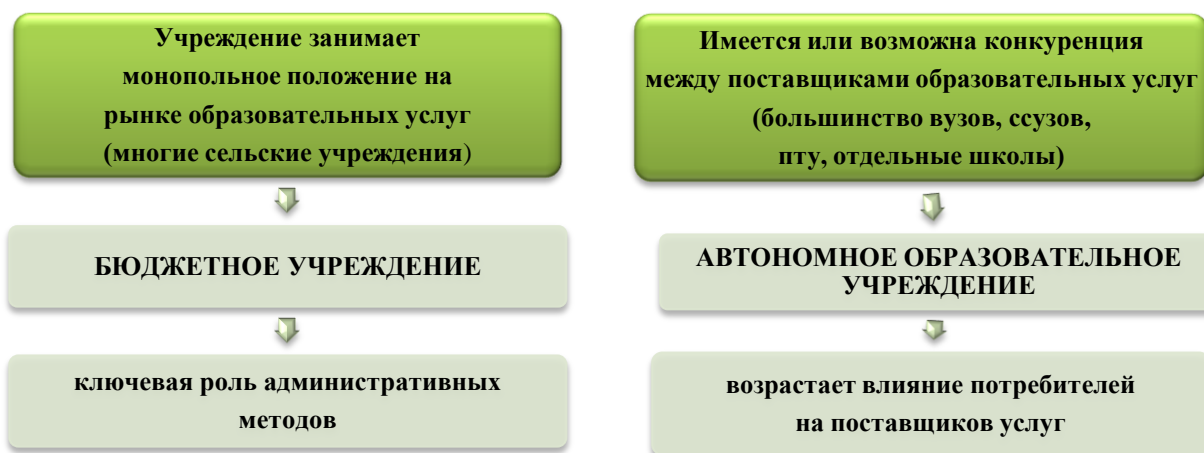 Учреждение занимает
монопольное положение на
рынке образовательных услуг
(многие сельские учреждения)
БЮДЖЕТНОЕ УЧРЕЖДЕНИЕ
ключевая роль административных
методов
Имеется или возможна конкуренция
между поставщиками образовательных услуг
(большинство вузов, ссузов,
пту, отдельные школы)
АВТОНОМНОЕ ОБРАЗОВАТЕЛЬНОЕ
УЧРЕЖДЕНИЕ
возрастает влияние потребителей
на поставщиков услуг